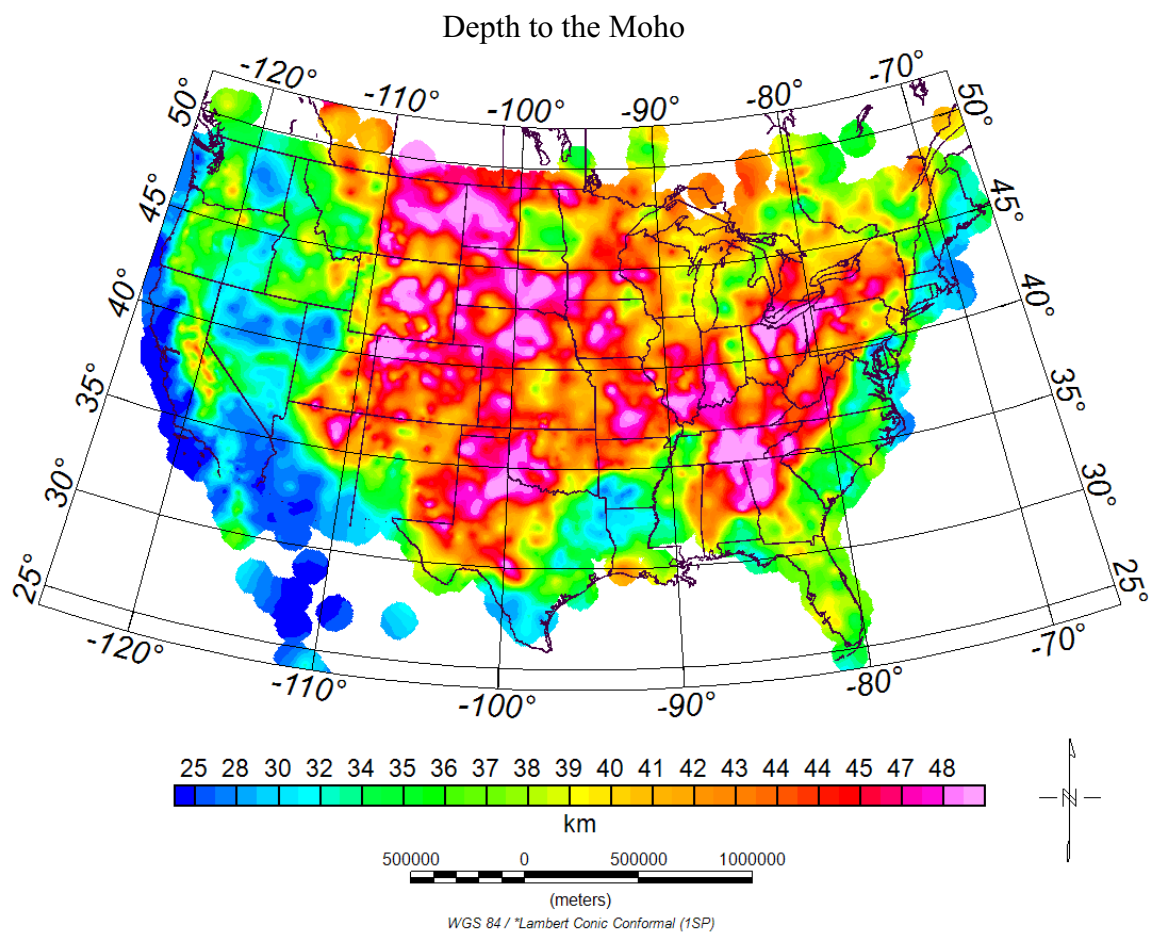 Depth to the Moho
-120° -110° -100° -90° -80° -70°
50° 50°
45° 45°
40° 40°
35° 35°
30° 30°
25° 25°
-120° -110° -100° -90° -80° -70°
25 28 30 32 34 35 36 37 38 39 40 41 42 43 44 44 45 47 48
km
500000 0 500000 1000000
(meters)
WGS 84 / *Lambert Conic Conformal (1SP)
N